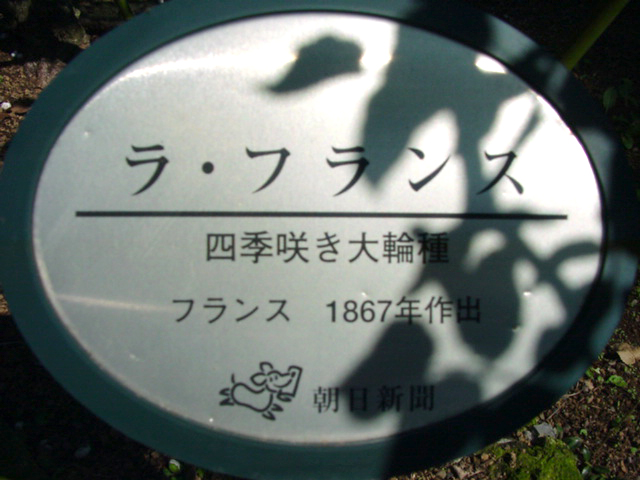 ラ・フランス
四季咲き大輪種
フランス　1867年作出
朝日新聞